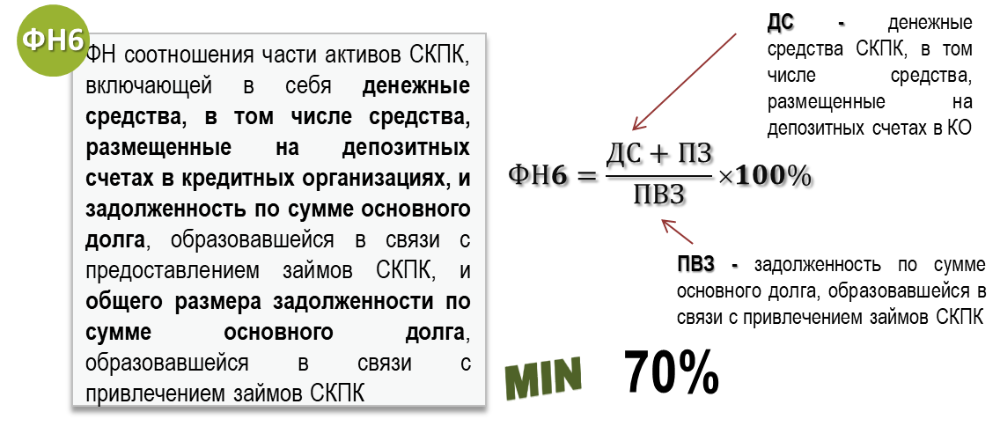 ФН6
ФН соотношения части активов СКПК,
включающей в себя денежные
средства, в том числе средства,
размещенные на депозитных
счетах в кредитных организациях, и
задолженность по сумме основного
долга, образовавшейся в связи с
предоставлением займов СКПК, и
общего размера задолженности по
сумме основного долга,
образовавшейся в связи с
привлечением займов СКПК
ДС - денежные
средства СКПК, в том
числе средства,
размещенные на
депозитных счетах в КО
ФН6 = (ДС + ПЗ) / ПВЗ ×100%
ПВЗ - задолженность по сумме
основного долга, образовавшейся в
связи с привлечением займов СКПК
MIN 70%